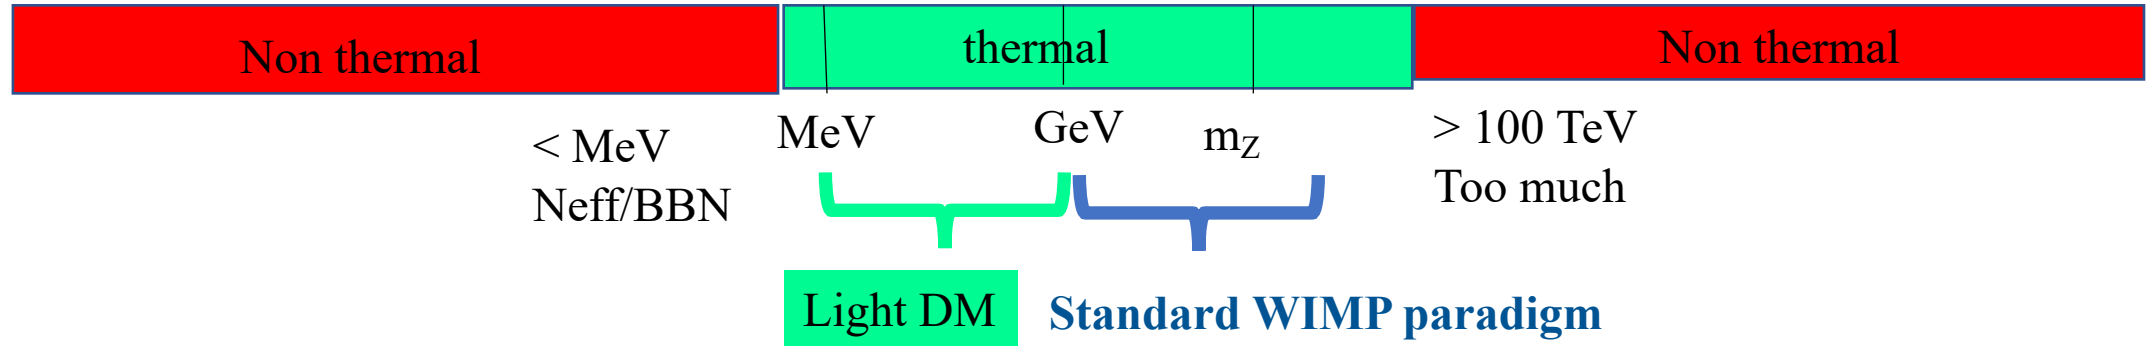 Non thermal
thermal
Non thermal
< MeV
Neff/BBN
MeV
GeV
mZ
> 100 TeV
Too much
Light DM
Standard WIMP paradigm